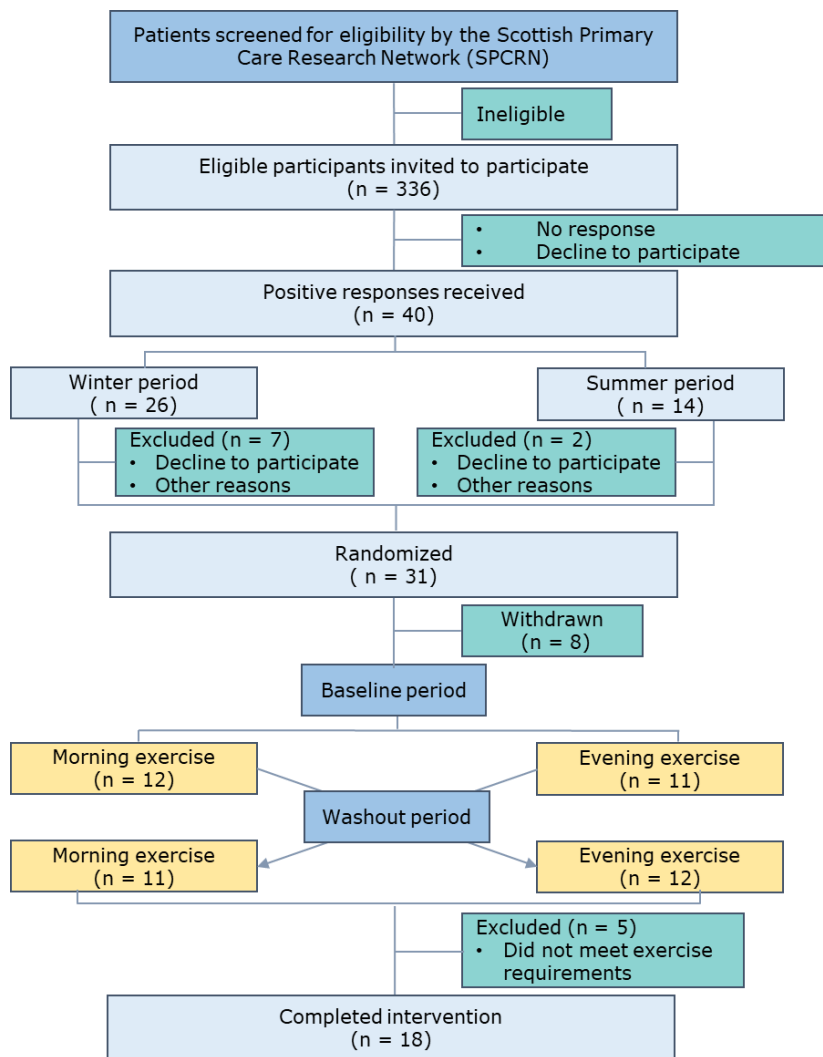 Patients screened for eligibility by the Scottish Primary
Care Research Network (SPCRN)
Ineligible
Eligible participants invited to participate
(n = 336)
• No response
• Decline to participate
Positive responses received
(n = 40)
Winter period
( n = 26)
Summer period
( n = 14)
Excluded (n = 7)
• Decline to participate
• Other reasons
Excluded (n = 2)
• Decline to participate
• Other reasons
Randomized
( n = 31)
Withdrawn
(n = 8)
Baseline period
Morning exercise
(n = 12)
Evening exercise
(n = 11)
Washout period
Morning exercise
(n = 11)
Evening exercise
(n = 12)
Excluded (n = 5)
• Did not meet exercise
requirements
Completed intervention
(n = 18)